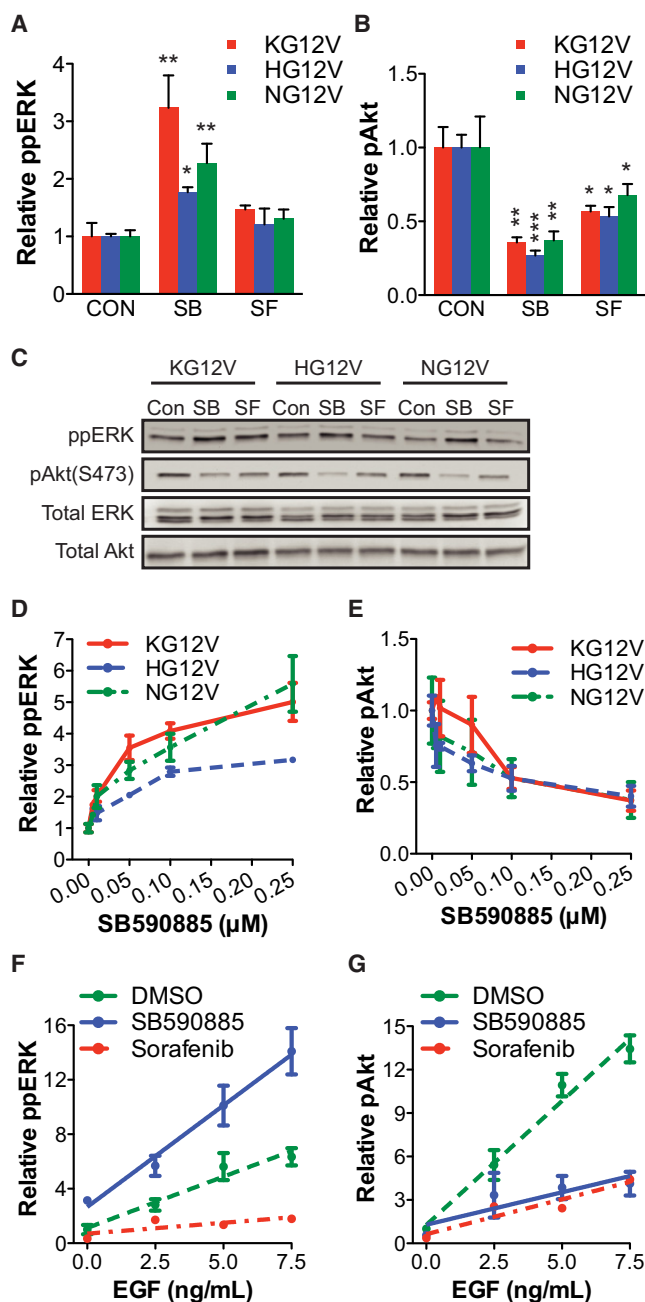 A
Relative ppERK
4
3
2
1
0
KG12V
HG12V
NG12V
**
*
**
CON SB SF
B
Relative pAkt
1.5
1.0
0.5
0.0
KG12V
HG12V
NG12V
** *** ** * * *
CON SB SF
C
KG12V HG12V NG12V
Con SB SF Con SB SF Con SB SF
ppERK
pAkt(S473)
Total ERK
Total Akt
D
Relative ppERK
7
6
5
4
3
2
1
0
KG12V
HG12V
NG12V
0.00 0.05 0.10 0.15 0.20 0.25
SB590885 (µM)
E
Relative pAkt
1.5
1.0
0.5
0.0
KG12V
HG12V
NG12V
0.00 0.05 0.10 0.15 0.20 0.25
SB590885 (µM)
F
DMSO
SB590885
Sorafenib
Relative ppERK
16
12
8
4
0
0.0 2.5 5.0 7.5
EGF (ng/mL)
G
DMSO
SB590885
Sorafenib
Relative pAkt
15
12
9
6
3
0
0.0 2.5 5.0 7.5
EGF (ng/mL)